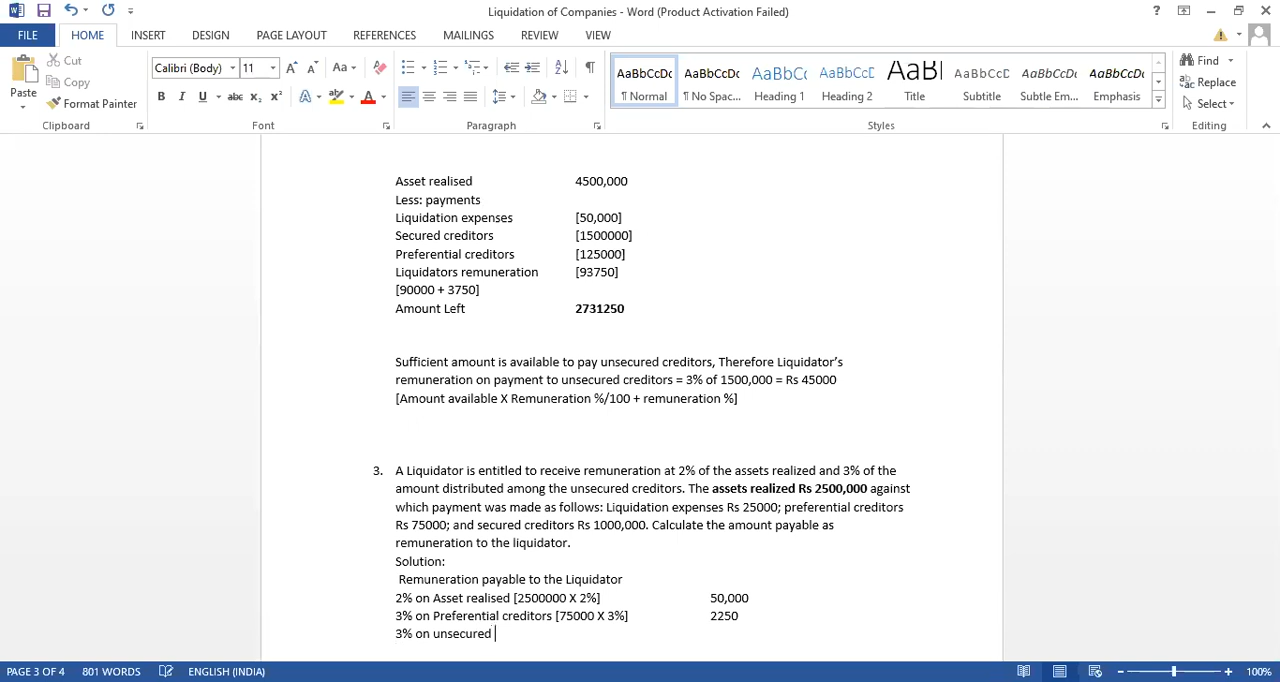 Liquidation of Companies - Word (Product Activation Failed)
FILE HOME INSERT DESIGN PAGE LAYOUT REFERENCES MAILINGS REVIEW VIEW
Paste Cut Copy Format Painter
Calibri (Body) 11
AaBbCcDc AaBbCcDc AaBbCc AaBbCcC AaBl AaBbCcD AaBbCcDc AaBbCcDc
¶ Normal ¶ No Spac... Heading 1 Heading 2 Title Subtitle Subtle Em... Emphasis
Find Replace Select
Clipboard Font Paragraph Styles Editing
Asset realised 4500,000
Less: payments
Liquidation expenses [50,000]
Secured creditors [1500000]
Preferential creditors [125000]
Liquidators remuneration [93750]
[90000 + 3750]
Amount Left 2731250
Sufficient amount is available to pay unsecured creditors, Therefore Liquidator’s
remuneration on payment to unsecured creditors = 3% of 1500,000 = Rs 45000
[Amount available X Remuneration %/100 + remuneration %]
3. A Liquidator is entitled to receive remuneration at 2% of the assets realized and 3% of the
amount distributed among the unsecured creditors. The assets realized Rs 2500,000 against
which payment was made as follows: Liquidation expenses Rs 25000; preferential creditors
Rs 75000; and secured creditors Rs 1000,000. Calculate the amount payable as
remuneration to the liquidator.
Solution:
Remuneration payable to the Liquidator
2% on Asset realised [2500000 X 2%] 50,000
3% on Preferential creditors [75000 X 3%] 2250
3% on unsecured
PAGE 3 OF 4 801 WORDS ENGLISH (INDIA) 100%